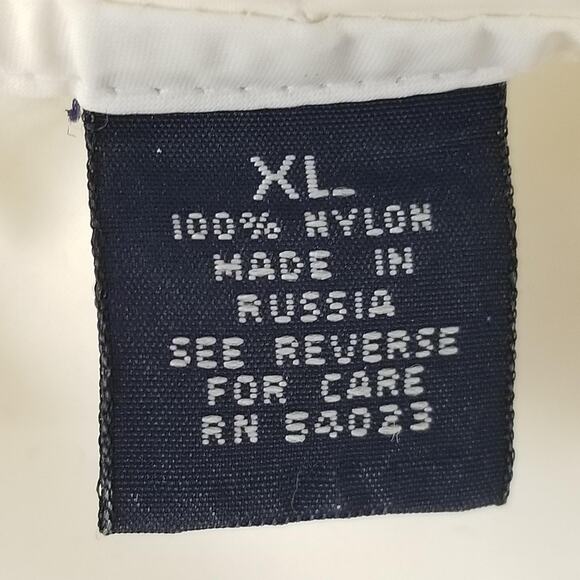 XL
100% NYLON
MADE IN
RUSSIA
SEE REVERSE
FOR CARE
RN 54023